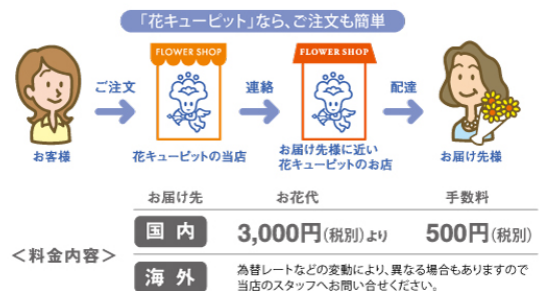 「花キューピット」なら、ご注文も簡単
FLOWER SHOP
FLOWER SHOP
ご注文
連絡
配達
お客様
花キューピットの当店
お届け先様に近い
花キューピットのお店
お届け先様
お届け先
お花代
手数料
<料金内容>
国内
3,000円(税別)より
500円(税別)
海外
為替レートなどの変動により、異なる場合もありますので
当店のスタッフへお問い合せください。